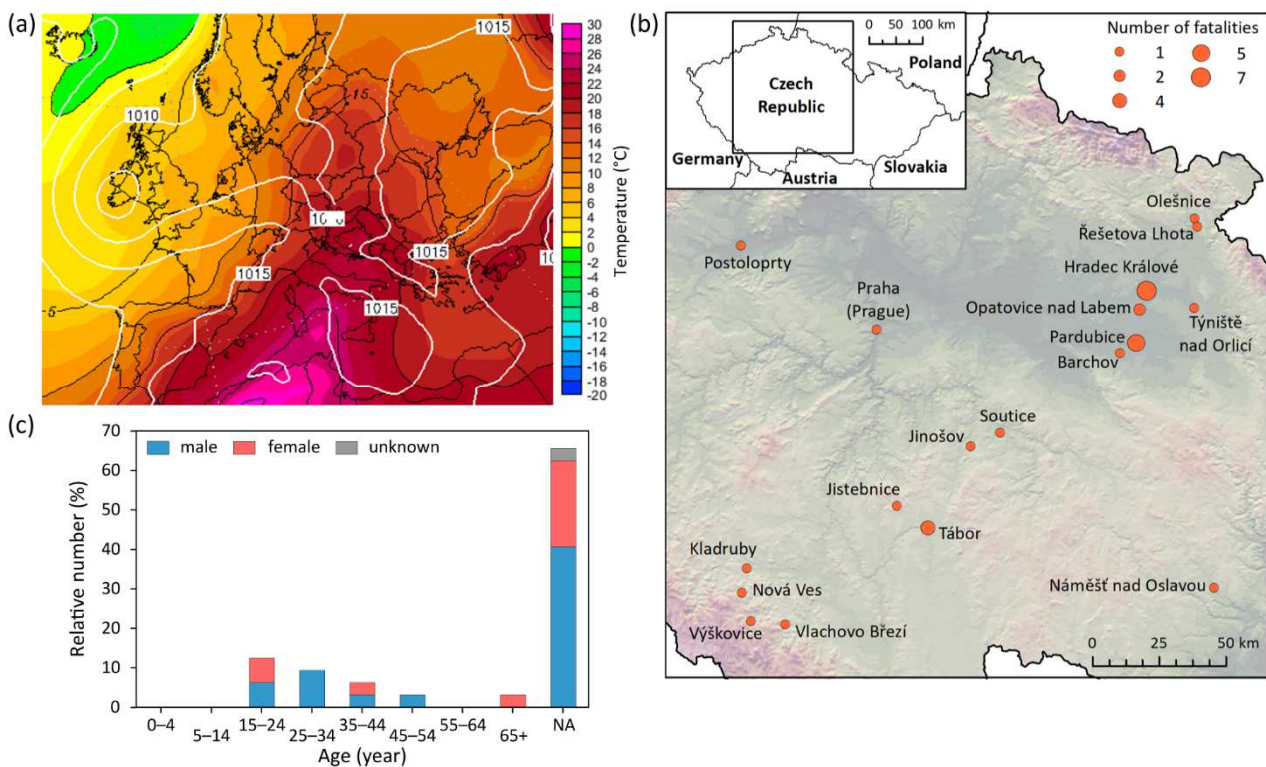 (a)
1015
1010
15
1015
1015
1015
5
30
28
26
24
22
20
18
16
14
12
10
8
6
4
2
0
-2
-4
-6
-8
-10
-12
-14
-16
-18
-20
Temperature (°C)
(b)
0 50 100 km
Poland
Czech
Republic
Germany
Austria
Slovakia
Number of fatalities
1 5
2 7
4
Olešnice
Řešetova Lhota
Postoloprty
Hradec Králové
Praha
(Prague)
Opatovice nad Labem
Týniště
nad Orlicí
Pardubice
Barchov
Soutice
Jinošov
Jistebnice
Tábor
Kladruby
Nová Ves
Náměšť nad Oslavou
Výškovice
Vlachovo Březí
0 25 50 km
(c)
70
60
50
40
30
20
10
0
Relative number (%)
male female unknown
0–4 15–24 35–44 55–64 NA
5–14 25–34 45–54 65+
Age (year)